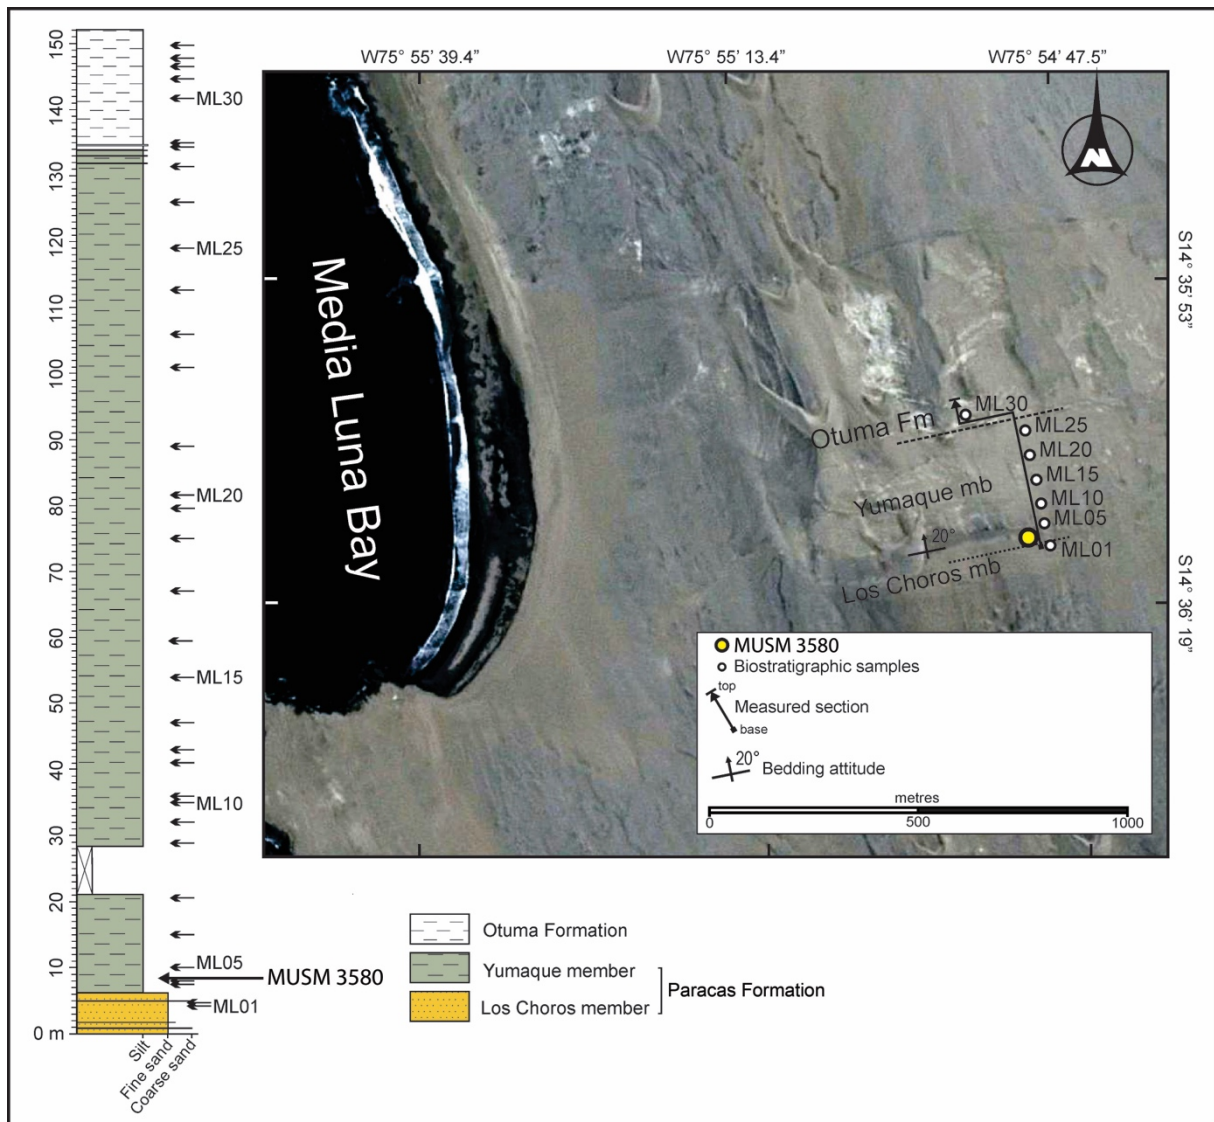 150
140
130
120
110
100
90
80
70
60
50
40
30
20
10
0 m
ML30
ML25
ML20
ML15
ML10
ML05
MUSM 3580
ML01
Silt
Fine sand
Coarse sand
W75° 55’ 39.4”
W75° 55’ 13.4”
W75° 54’ 47.5”
N
S14° 35’ 53”
S14° 36’ 19”
Media Luna Bay
ML30
Otuma Fm
ML25
ML20
ML15
Yumaque mb
ML10
ML05
20°
ML01
Los Choros mb
MUSM 3580
Biostratigraphic samples
top
Measured section
base
20°
Bedding attitude
metres
0 500 1000
Otuma Formation
Yumaque member
Los Choros member
Paracas Formation